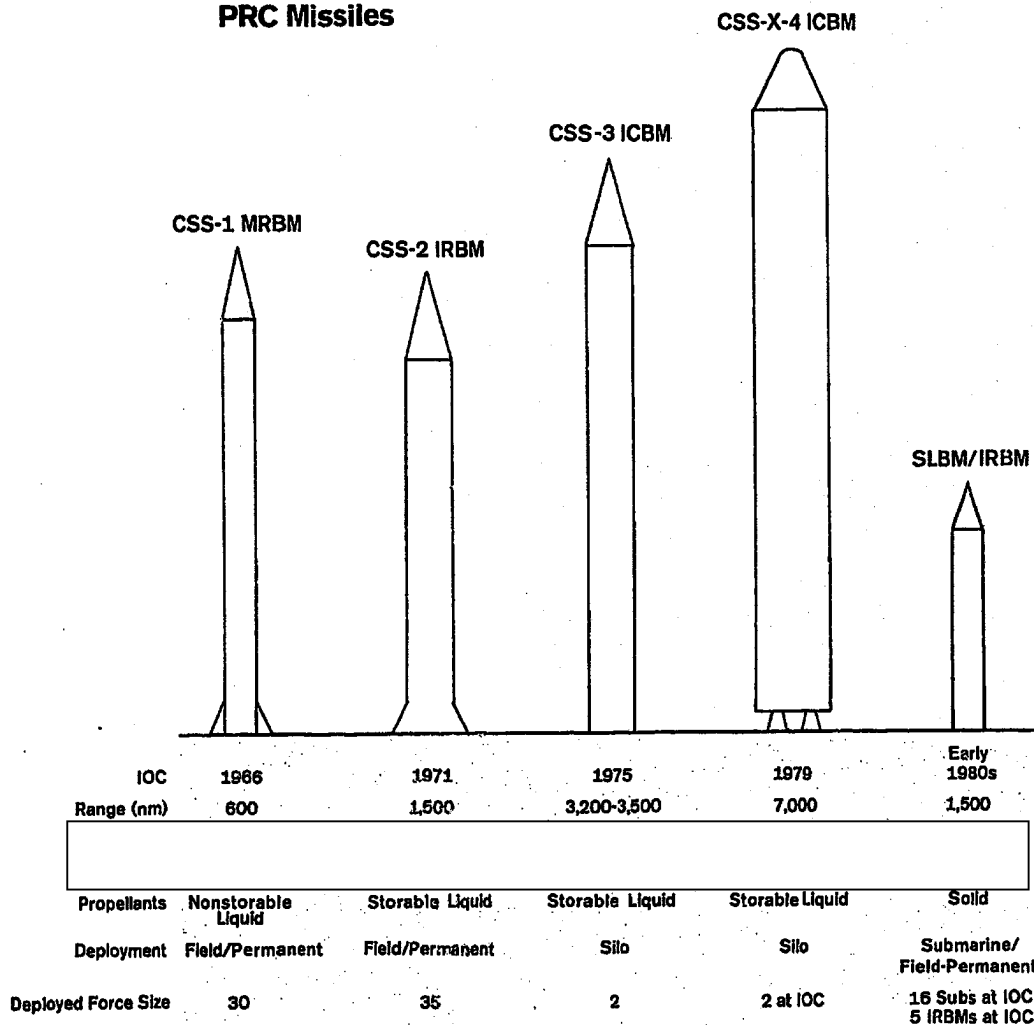 PRC Missiles
CSS-X-4 ICBM
CSS-3 ICBM
CSS-1 MRBM
CSS-2 IRBM
SLBM/IRBM
IOC 1966 1971 1975 1979 Early 1980s
Range (nm) 600 1,500 3,200-3,500 7,000 1,500
Propellants Nonstorable Liquid Storable Liquid Storable Liquid Storable Liquid Solid
Deployment Field/Permanent Field/Permanent Silo Silo Submarine/ Field-Permanent
Deployed Force Size 30 35 2 2 at IOC 16 Subs at IOC
5 IRBMs at IOC